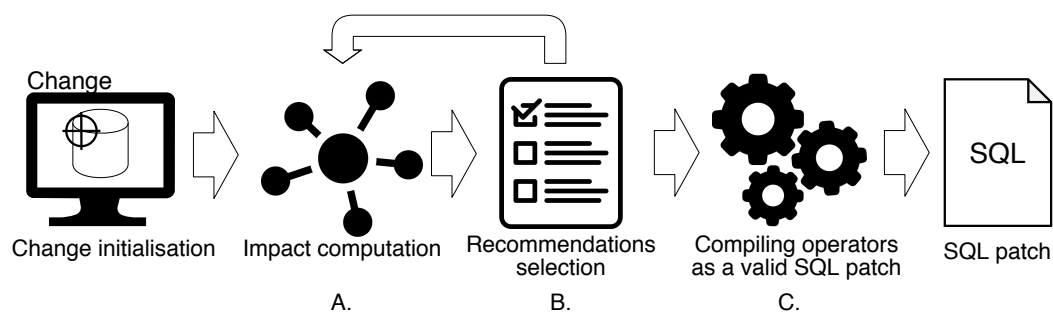 Change
SQL
Change initialisation
Impact computation
Recommendations
selection
Compiling operators
as a valid SQL patch
SQL patch
A.
B.
C.